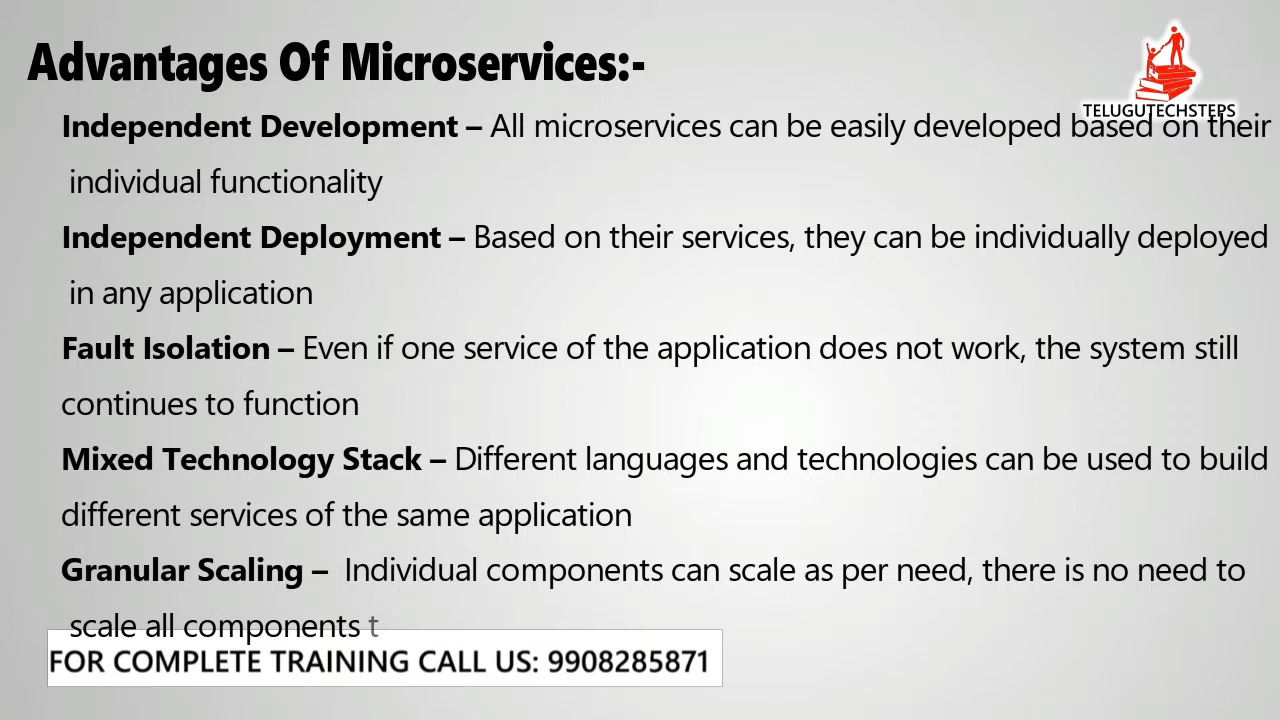 Advantages Of Microservices:-
TELUGUTECHSTEPS
Independent Development – All microservices can be easily developed based on their
individual functionality
Independent Deployment – Based on their services, they can be individually deployed
in any application
Fault Isolation – Even if one service of the application does not work, the system still
continues to function
Mixed Technology Stack – Different languages and technologies can be used to build
different services of the same application
Granular Scaling – Individual components can scale as per need, there is no need to
scale all components t
FOR COMPLETE TRAINING CALL US: 9908285871